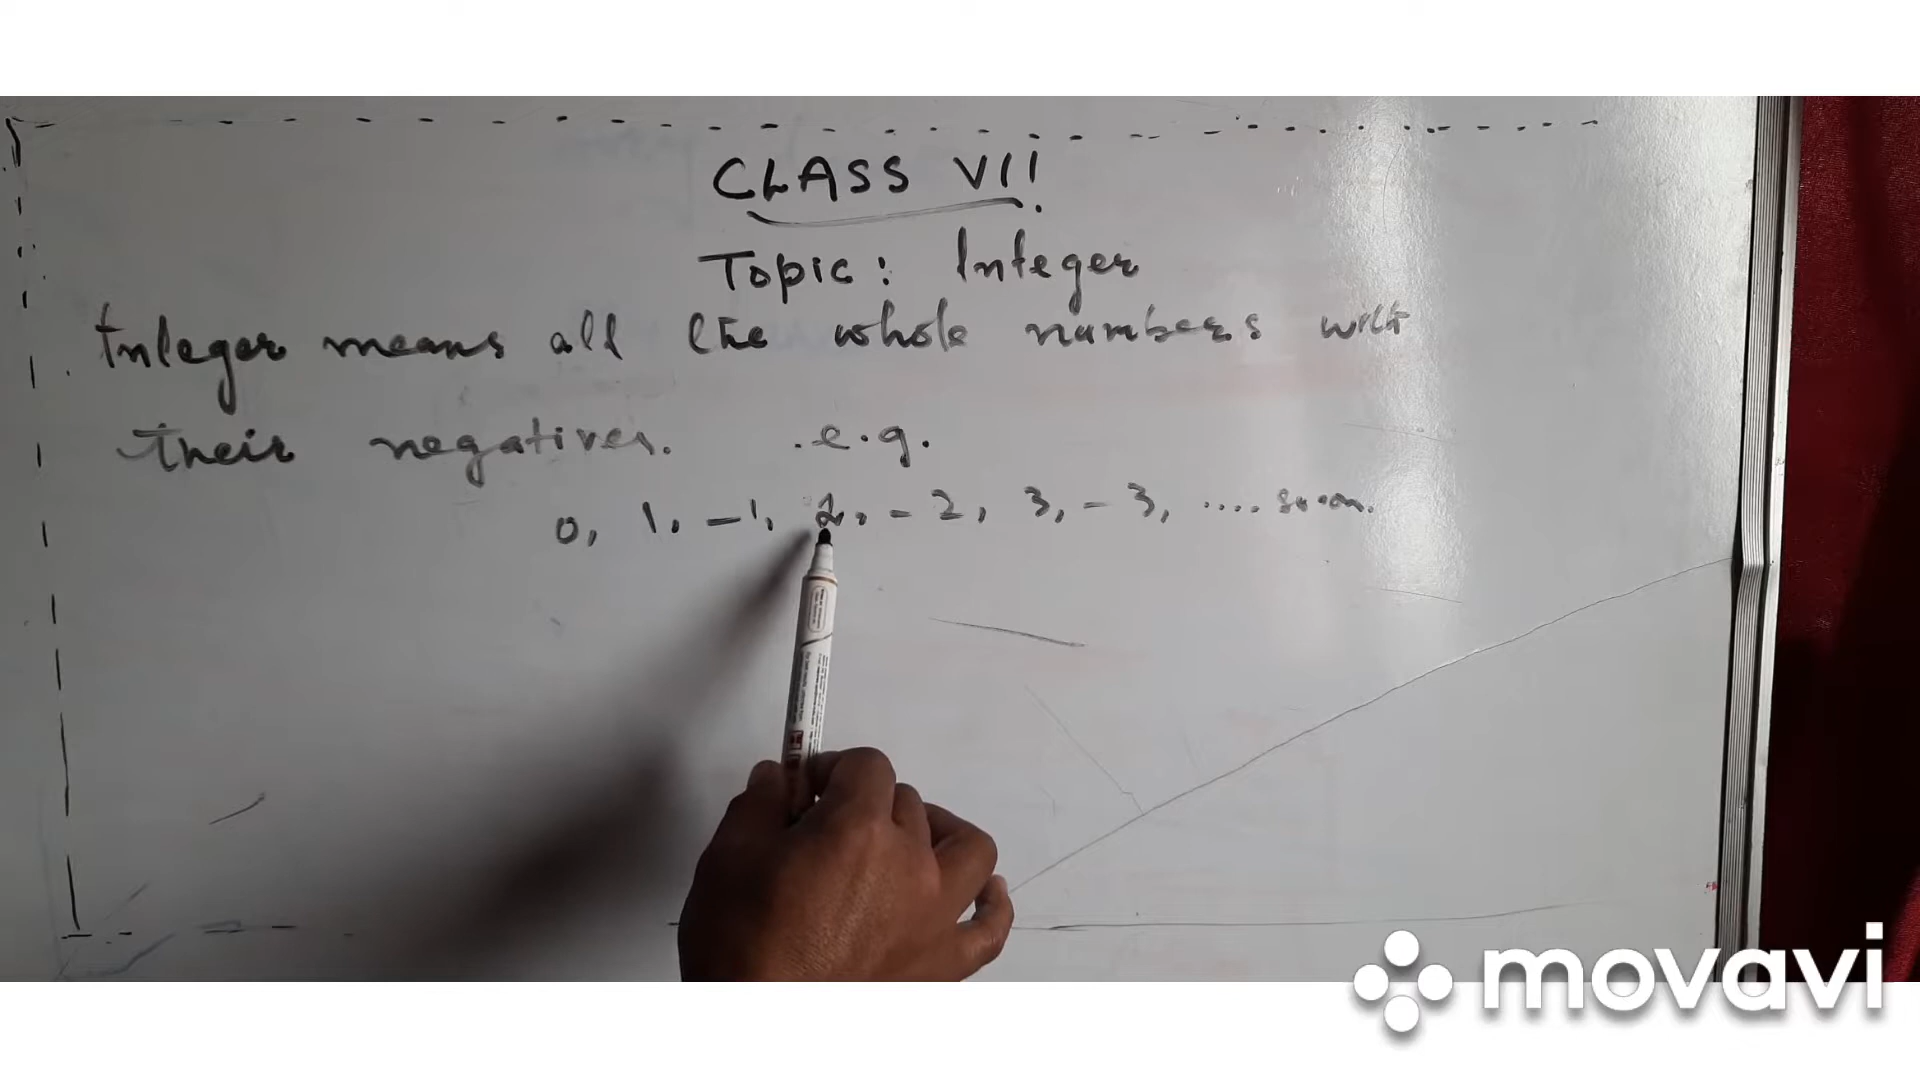 CLASS VII
Topic: Integer
Integer means all the whole numbers with
their negatives. e.g.
0, 1, -1, 2, -2, 3, -3, .... so on.
movavi